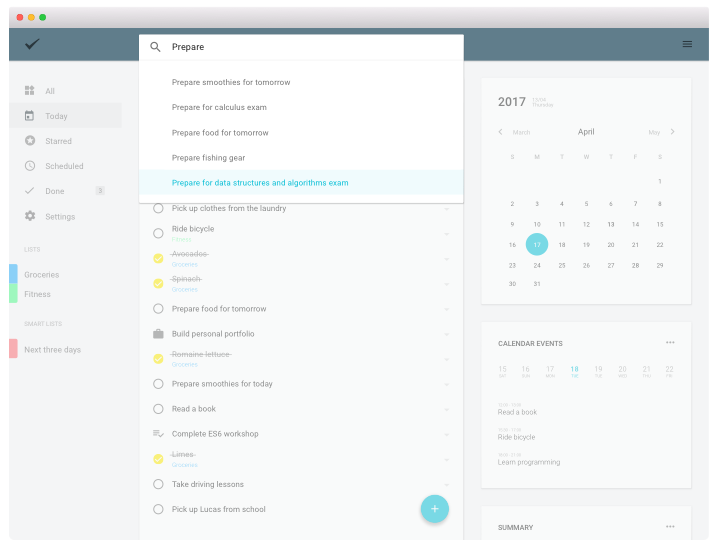 Prepare
Prepare smoothies for tomorrow
Prepare for calculus exam
Prepare food for tomorrow
Prepare fishing gear
Prepare for data structures and algorithms exam
All
Today
Starred
Scheduled
Done 3
Settings
LISTS
Groceries
Fitness
SMART LISTS
Next three days
Pick up clothes from the laundry
Ride bicycle
Fitness
Avocados
Groceries
Spinach
Groceries
Prepare food for tomorrow
Build personal portfolio
Romaine lettuce
Groceries
Prepare smoothies for today
Read a book
Complete ES6 workshop
Limes
Groceries
Take driving lessons
Pick up Lucas from school
2017
Thursday
March April May
S M T W T F S
1
2 3 4 5 6 7 8
9 10 11 12 13 14 15
16 17 18 19 20 21 22
23 24 25 26 27 28 29
30 31
CALENDAR EVENTS
15 16 17 18 19 20 21 22
SAT SUN MON TUE
Read a book
Ride bicycle
Learn programming
SUMMARY